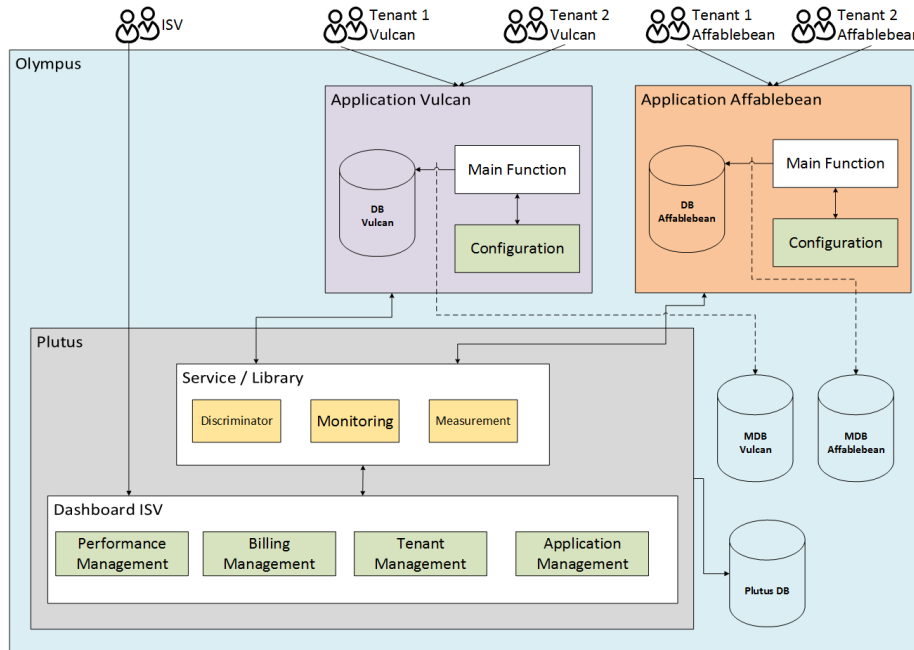 ISV
Tenant 1
Vulcan
Tenant 2
Vulcan
Tenant 1
Affablebean
Tenant 2
Affablebean
Olympus
Application Vulcan
Main Function
DB
Vulcan
Configuration
Application Affablebean
Main Function
DB
Affablebean
Configuration
Plutus
Service / Library
Discriminator
Monitoring
Measurement
MDB
Vulcan
MDB
Affablebean
Dashboard ISV
Performance
Management
Billing
Management
Tenant
Management
Application
Management
Plutus DB